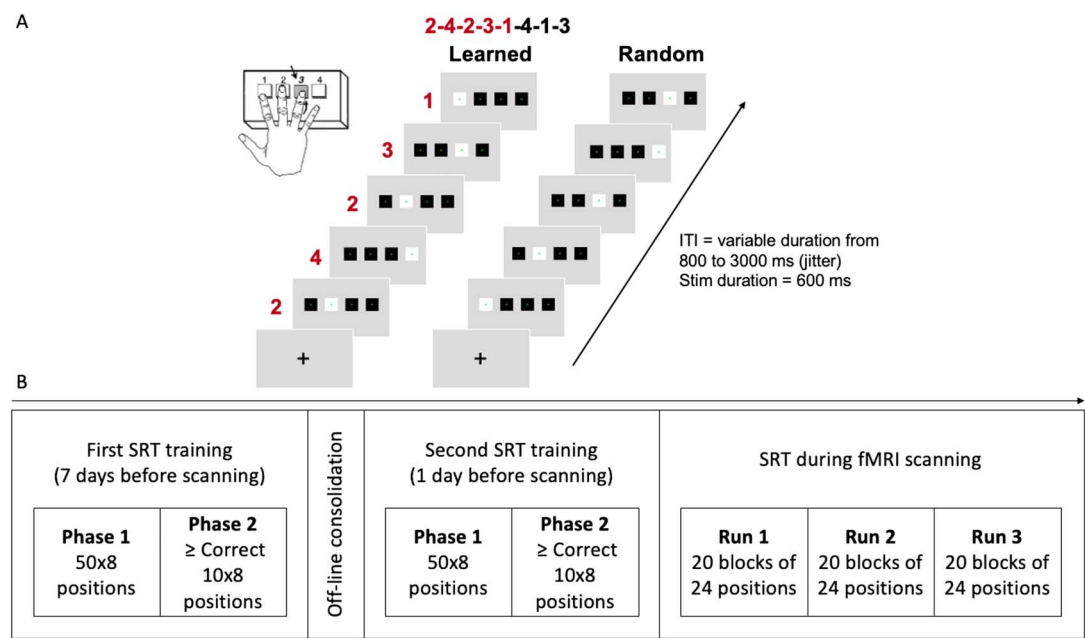 A
2-4-2-3-1-4-1-3
Learned
Random
1 2 3 4
1
3
2
4
2
+
+
ITI = variable duration from
800 to 3000 ms (jitter)
Stim duration = 600 ms
B
First SRT training
(7 days before scanning)
Phase 1
50x8
positions
Phase 2
≥ Correct
10x8
positions
Off-line consolidation
Second SRT training
(1 day before scanning)
Phase 1
50x8
positions
Phase 2
≥ Correct
10x8
positions
SRT during fMRI scanning
Run 1
20 blocks of
24 positions
Run 2
20 blocks of
24 positions
Run 3
20 blocks of
24 positions